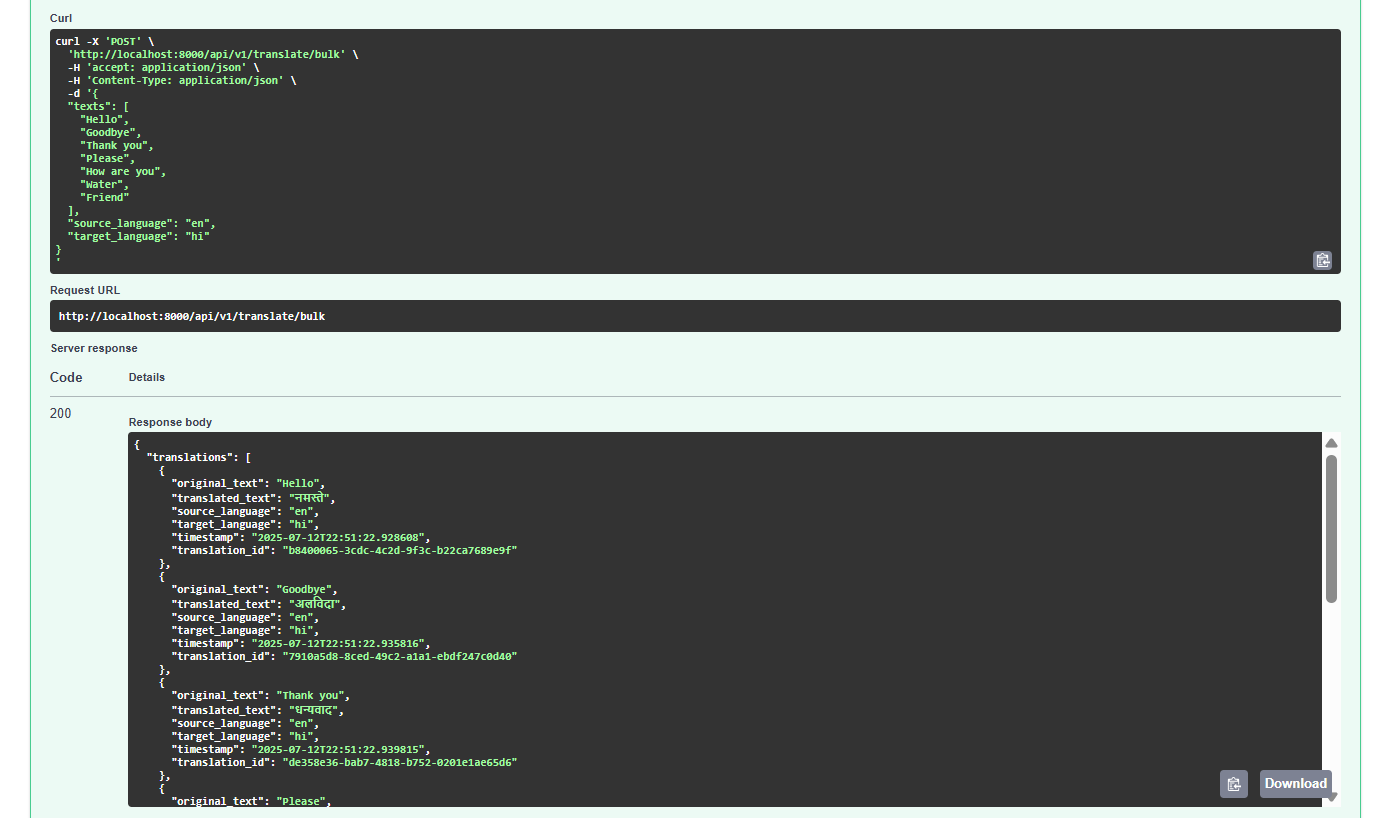 Curl
curl -X 'POST' \
'http://localhost:8000/api/v1/translate/bulk' \
-H 'accept: application/json' \
-H 'Content-Type: application/json' \
-d '{
"texts": [
"Hello",
"Goodbye",
"Thank you",
"Please",
"How are you",
"Water",
"Friend"
],
"source_language": "en",
"target_language": "hi"
}
'
Request URL
http://localhost:8000/api/v1/translate/bulk
Server response
Code Details
200
Response body
{
"translations": [
{
"original_text": "Hello",
"translated_text": "नमस्ते",
"source_language": "en",
"target_language": "hi",
"timestamp": "2025-07-12T22:51:22.928608",
"translation_id": "b8400065-3cdc-4c2d-9f3c-b22ca7689e9f"
},
{
"original_text": "Goodbye",
"translated_text": "अलविदा",
"source_language": "en",
"target_language": "hi",
"timestamp": "2025-07-12T22:51:22.935816",
"translation_id": "7910a5d8-8ced-49c2-a1a1-ebdf247c0d40"
},
{
"original_text": "Thank you",
"translated_text": "धन्यवाद",
"source_language": "en",
"target_language": "hi",
"timestamp": "2025-07-12T22:51:22.939815",
"translation_id": "de358e36-bab7-4818-b752-0201e1ae65d6"
},
{
"original_text": "Please",
Download